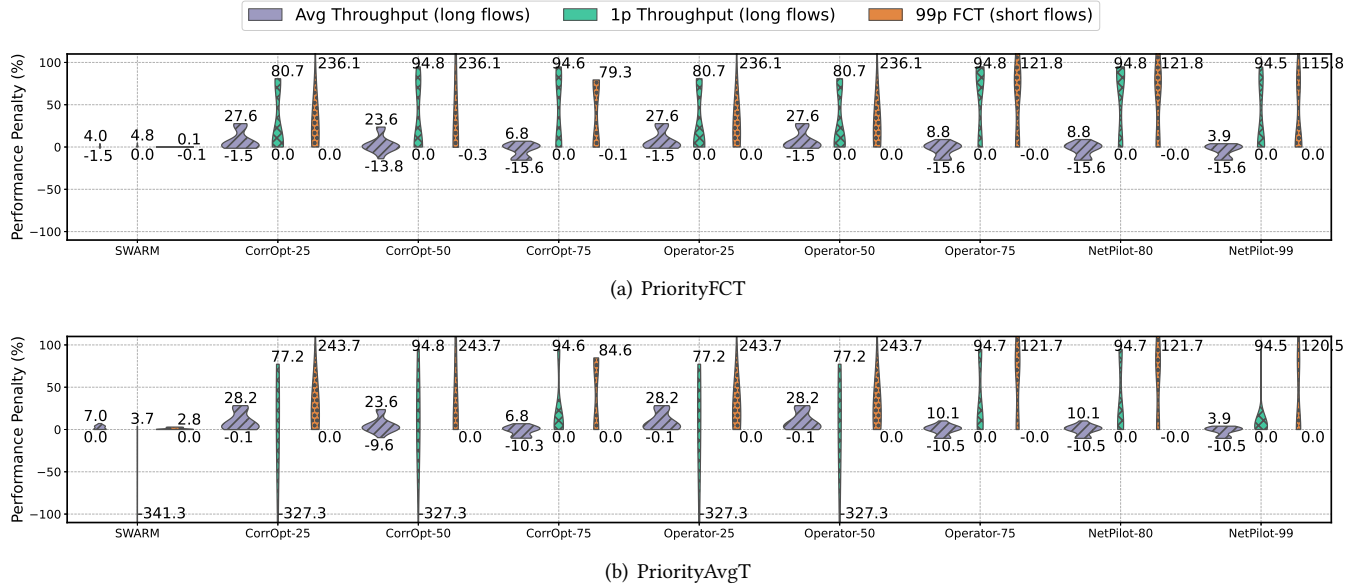 Avg Throughput (long flows) 1p Throughput (long flows) 99p FCT (short flows)
Performance Penalty (%)
100
50
0
−50
−100
4.0 4.8 0.1
-1.5 0.0 -0.1
27.6 80.7 236.1
-1.5 0.0 0.0
23.6 94.8 236.1
-13.8 0.0 -0.3
6.8 94.6 79.3
-15.6 0.0 -0.1
27.6 80.7 236.1
-1.5 0.0 0.0
27.6 80.7 236.1
-1.5 0.0 0.0
8.8 94.8 121.8
-15.6 0.0 -0.0
8.8 94.8 121.8
-15.6 0.0 -0.0
3.9 94.5 115.8
-15.6 0.0 0.0
SWARM CorrOpt-25 CorrOpt-50 CorrOpt-75 Operator-25 Operator-50 Operator-75 NetPilot-80 NetPilot-99
(a) PriorityFCT
Performance Penalty (%)
100
50
0
−50
−100
7.0 3.7 2.8
0.0 -341.3 0.0
28.2 77.2 243.7
-0.1 -327.3 0.0
23.6 94.8 243.7
-9.6 -327.3 0.0
6.8 94.6 84.6
-10.3 0.0 0.0
28.2 77.2 243.7
-0.1 -327.3 0.0
28.2 77.2 243.7
-0.1 -327.3 0.0
10.1 94.7 121.7
-10.5 0.0 -0.0
10.1 94.7 121.7
-10.5 0.0 -0.0
3.9 94.5 120.5
-10.5 0.0 0.0
SWARM CorrOpt-25 CorrOpt-50 CorrOpt-75 Operator-25 Operator-50 Operator-75 NetPilot-80 NetPilot-99
(b) PriorityAvgT